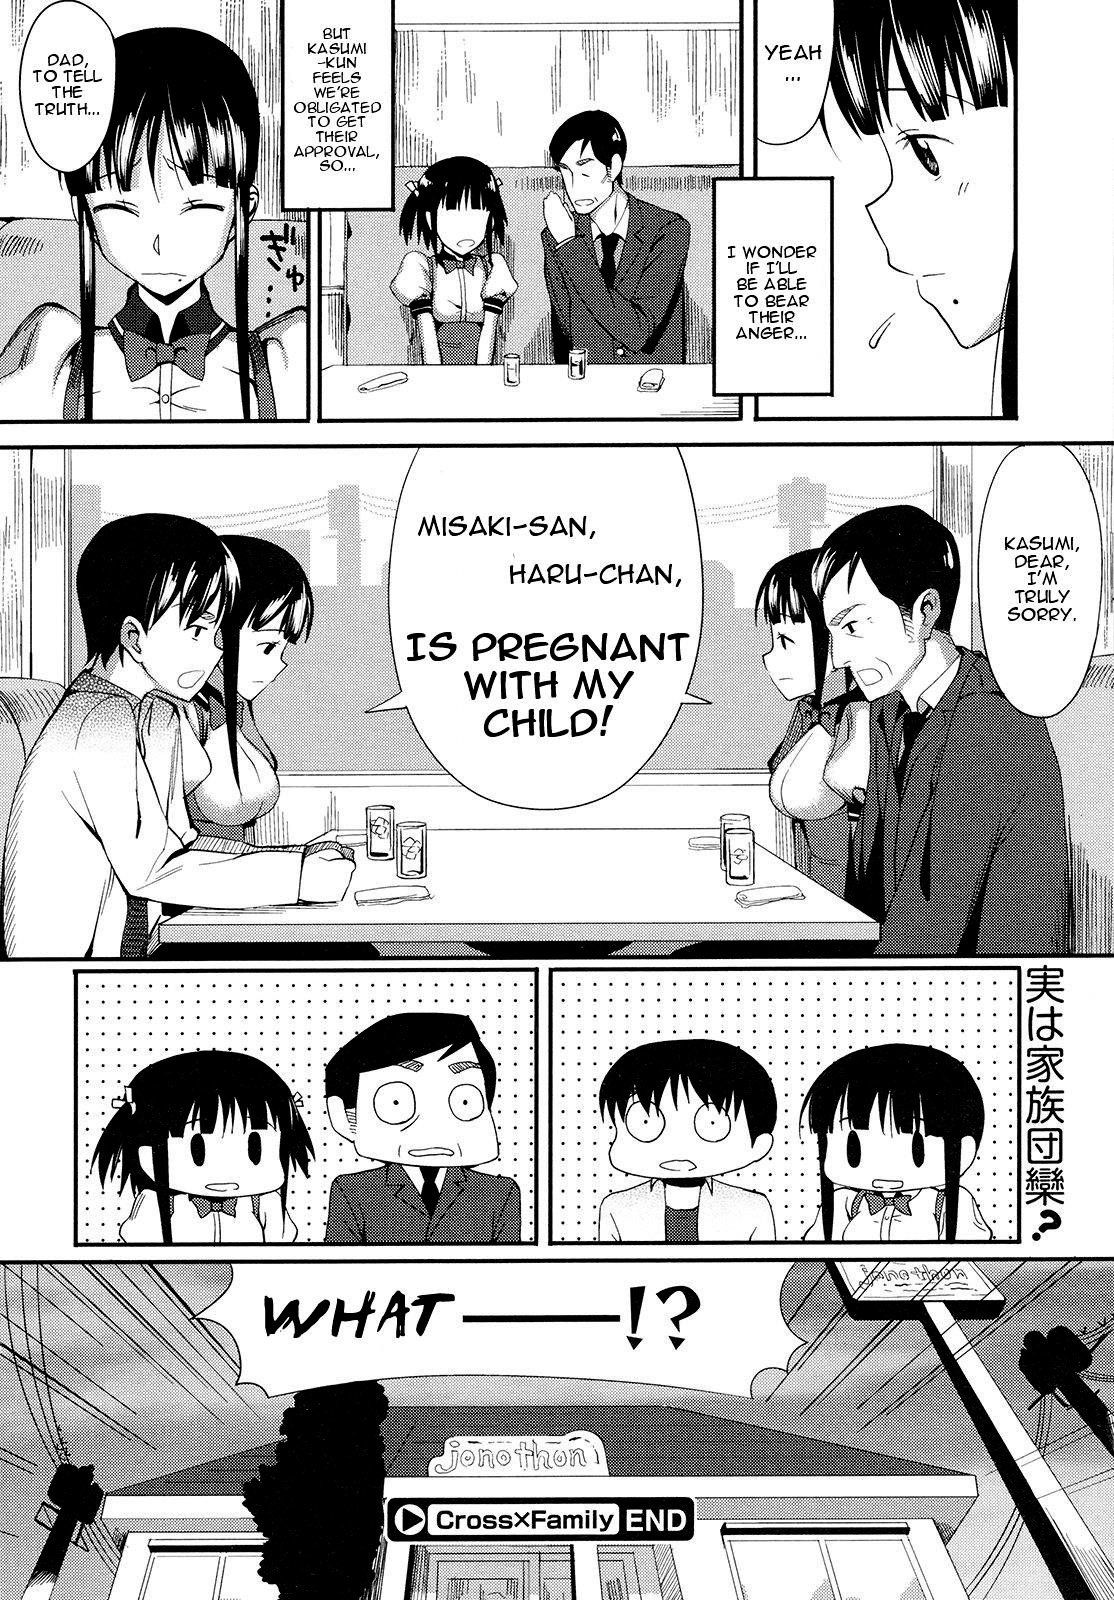 YEAH
...
I WONDER
IF I'LL
BE ABLE
TO BEAR
THEIR
ANGER...
BUT
KASUMI
-KUN
FEELS
WE'RE
OBLIGATED
TO GET
THEIR
APPROVAL,
SO...
DAD,
TO TELL
THE
TRUTH...
ぎゅ…
KASUMI,
DEAR,
I'M
TRULY
SORRY.
MISAKI-SAN,
HARU-CHAN,
IS PREGNANT
WITH MY
CHILD!
実は家族団欒?
WHAT ——!?
jonothon
jonothon
Cross×Family END